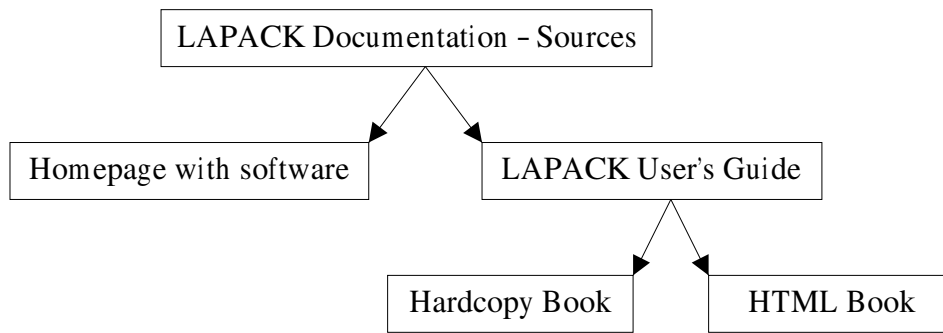 LAPACK Documentation - Sources
Homepage with software
LAPACK User's Guide
Hardcopy Book
HTML Book